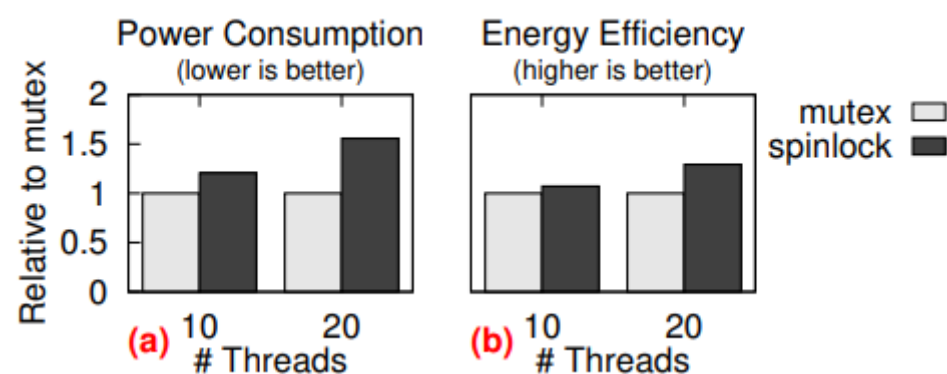 Power Consumption
(lower is better)
Energy Efficiency
(higher is better)
Relative to mutex
2
1.5
1
0.5
0
mutex
spinlock
(a) 10 20
# Threads
(b) 10 20
# Threads